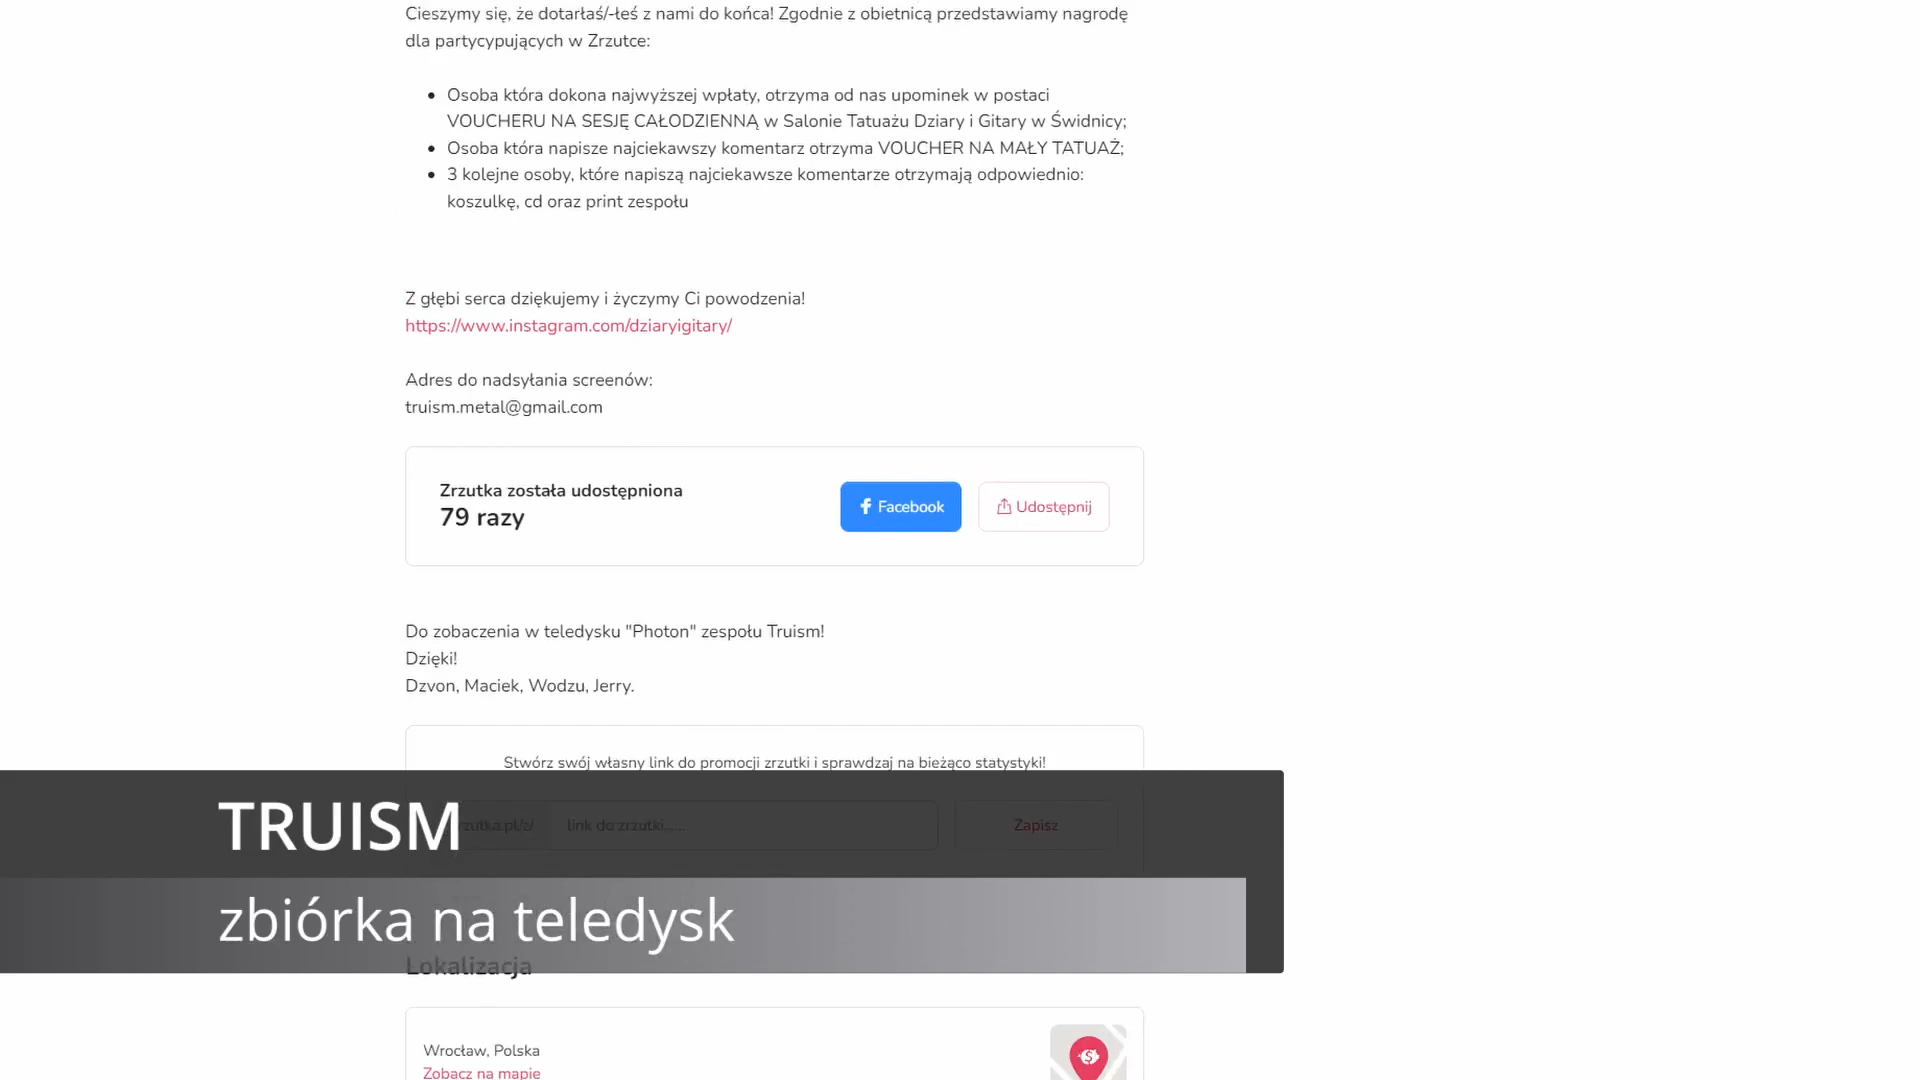 Cieszymy się, że dotarłaś/-łeś z nami do końca! Zgodnie z obietnicą przedstawiamy nagrodę
dla partycypujących w Zrzutce:
Osoba która dokona najwyższej wpłaty, otrzyma od nas upominek w postaci
VOUCHERU NA SESJĘ CAŁODZIENNĄ w Salonie Tatuażu Dziary i Gitary w Świdnicy;
Osoba która napisze najciekawszy komentarz otrzyma VOUCHER NA MAŁY TATUAŻ;
3 kolejne osoby, które napiszą najciekawsze komentarze otrzymają odpowiednio:
koszulkę, cd oraz print zespołu
Z głębi serca dziękujemy i życzymy Ci powodzenia!
https://www.instagram.com/dziaryigitary/
Adres do nadsyłania screenów:
truism.metal@gmail.com
Zrzutka została udostępniona
79 razy
Facebook
Udostępnij
Do zobaczenia w teledysku "Photon" zespołu Truism!
Dzięki!
Dzvon, Maciek, Wodzu, Jerry.
Stwórz swój własny link do promocji zrzutki i sprawdzaj na bieżąco statystyki!
TRUISM
link do zrzutki......
Zapisz
zbiórka na teledysk
Lokalizacja
Wrocław, Polska
Zobacz na mapie